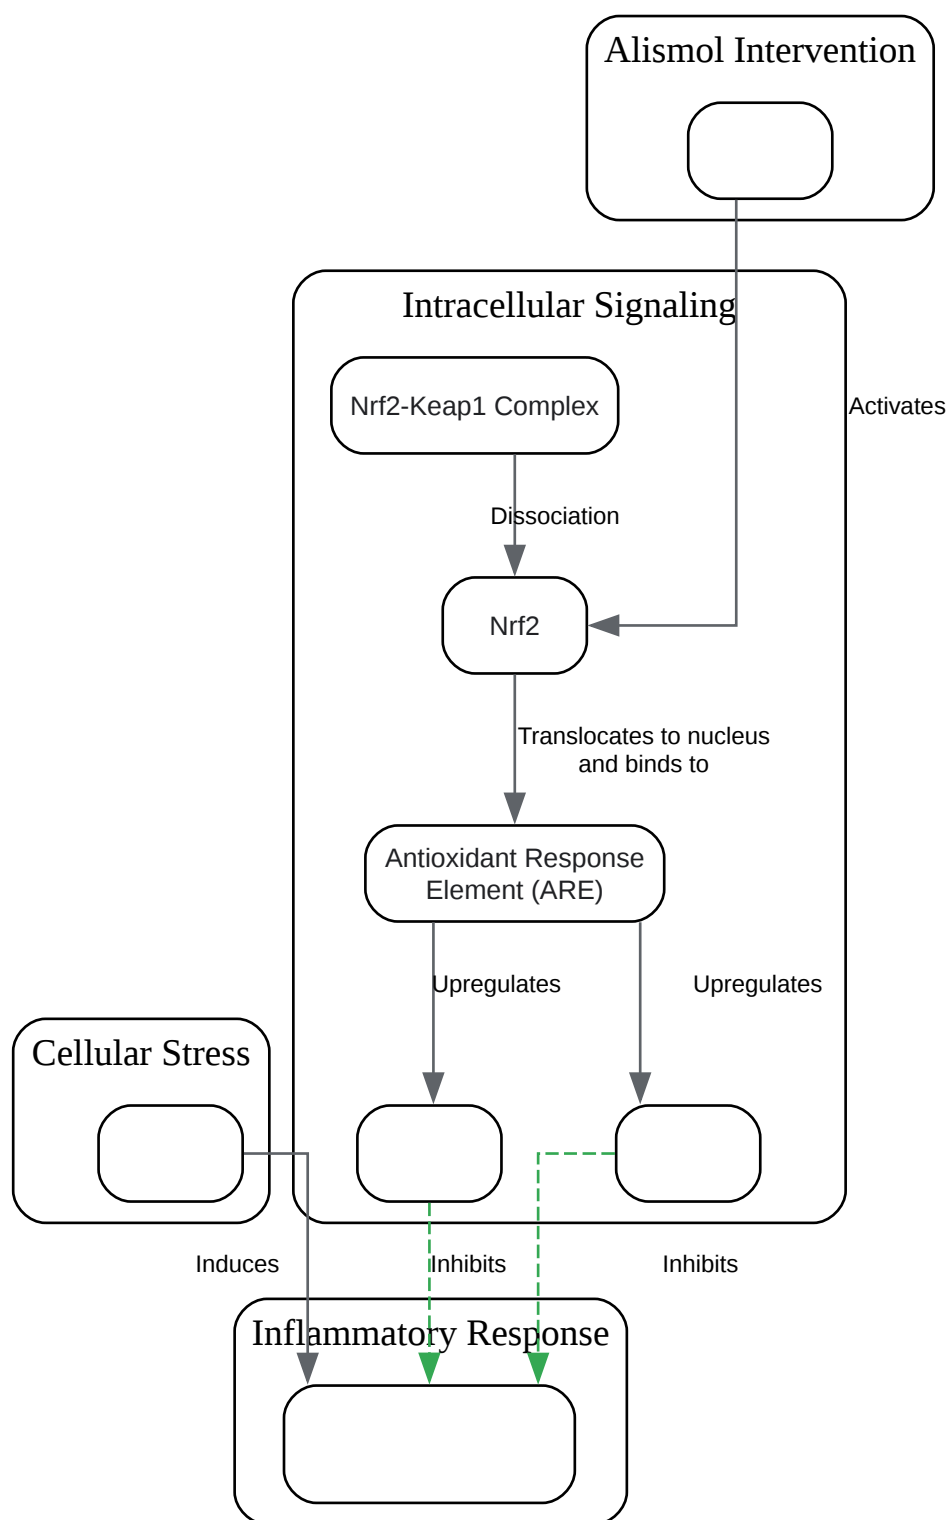 Alismol Intervention
Intracellular Signaling
Nrf2-Keap1 Complex
Activates
Dissociation
Nrf2
Translocates to nucleus
and binds to
Antioxidant Response
Element (ARE)
Upregulates
Upregulates
Cellular Stress
Induces
Inhibits
Inhibits
Inflammatory Response